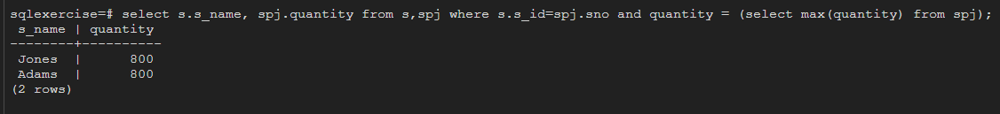 sqlexercise=# select s.s_name, spj.quantity from s,spj where s.s_id=spj.sno and quantity = (select max(quantity) from spj);
 s_name | quantity
--------+----------
 Jones  |      800
 Adams  |      800
(2 rows)